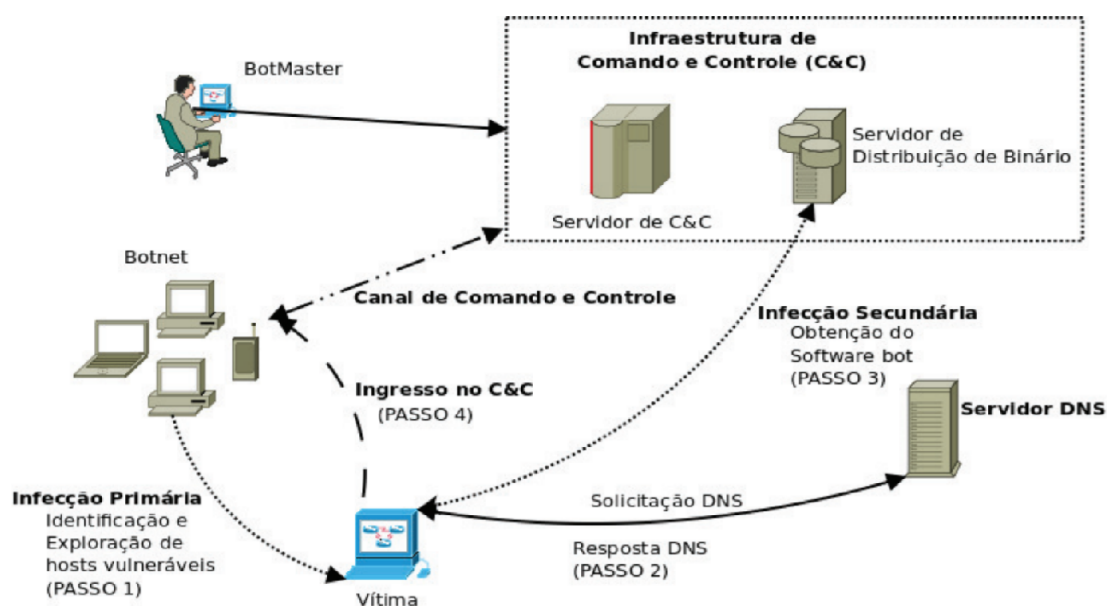 BotMaster
Infraestrutura de
Comando e Controle (C&C)
Servidor de
Distribuição de Binário
Servidor de C&C
Botnet
Canal de Comando e Controle
Infecção Secundária
Obtenção do
Software bot
(PASSO 3)
Ingresso no C&C
(PASSO 4)
Servidor DNS
Infecção Primária
Identificação e
Exploração de
hosts vulneráveis
(PASSO 1)
Solicitação DNS
Resposta DNS
(PASSO 2)
Vítima